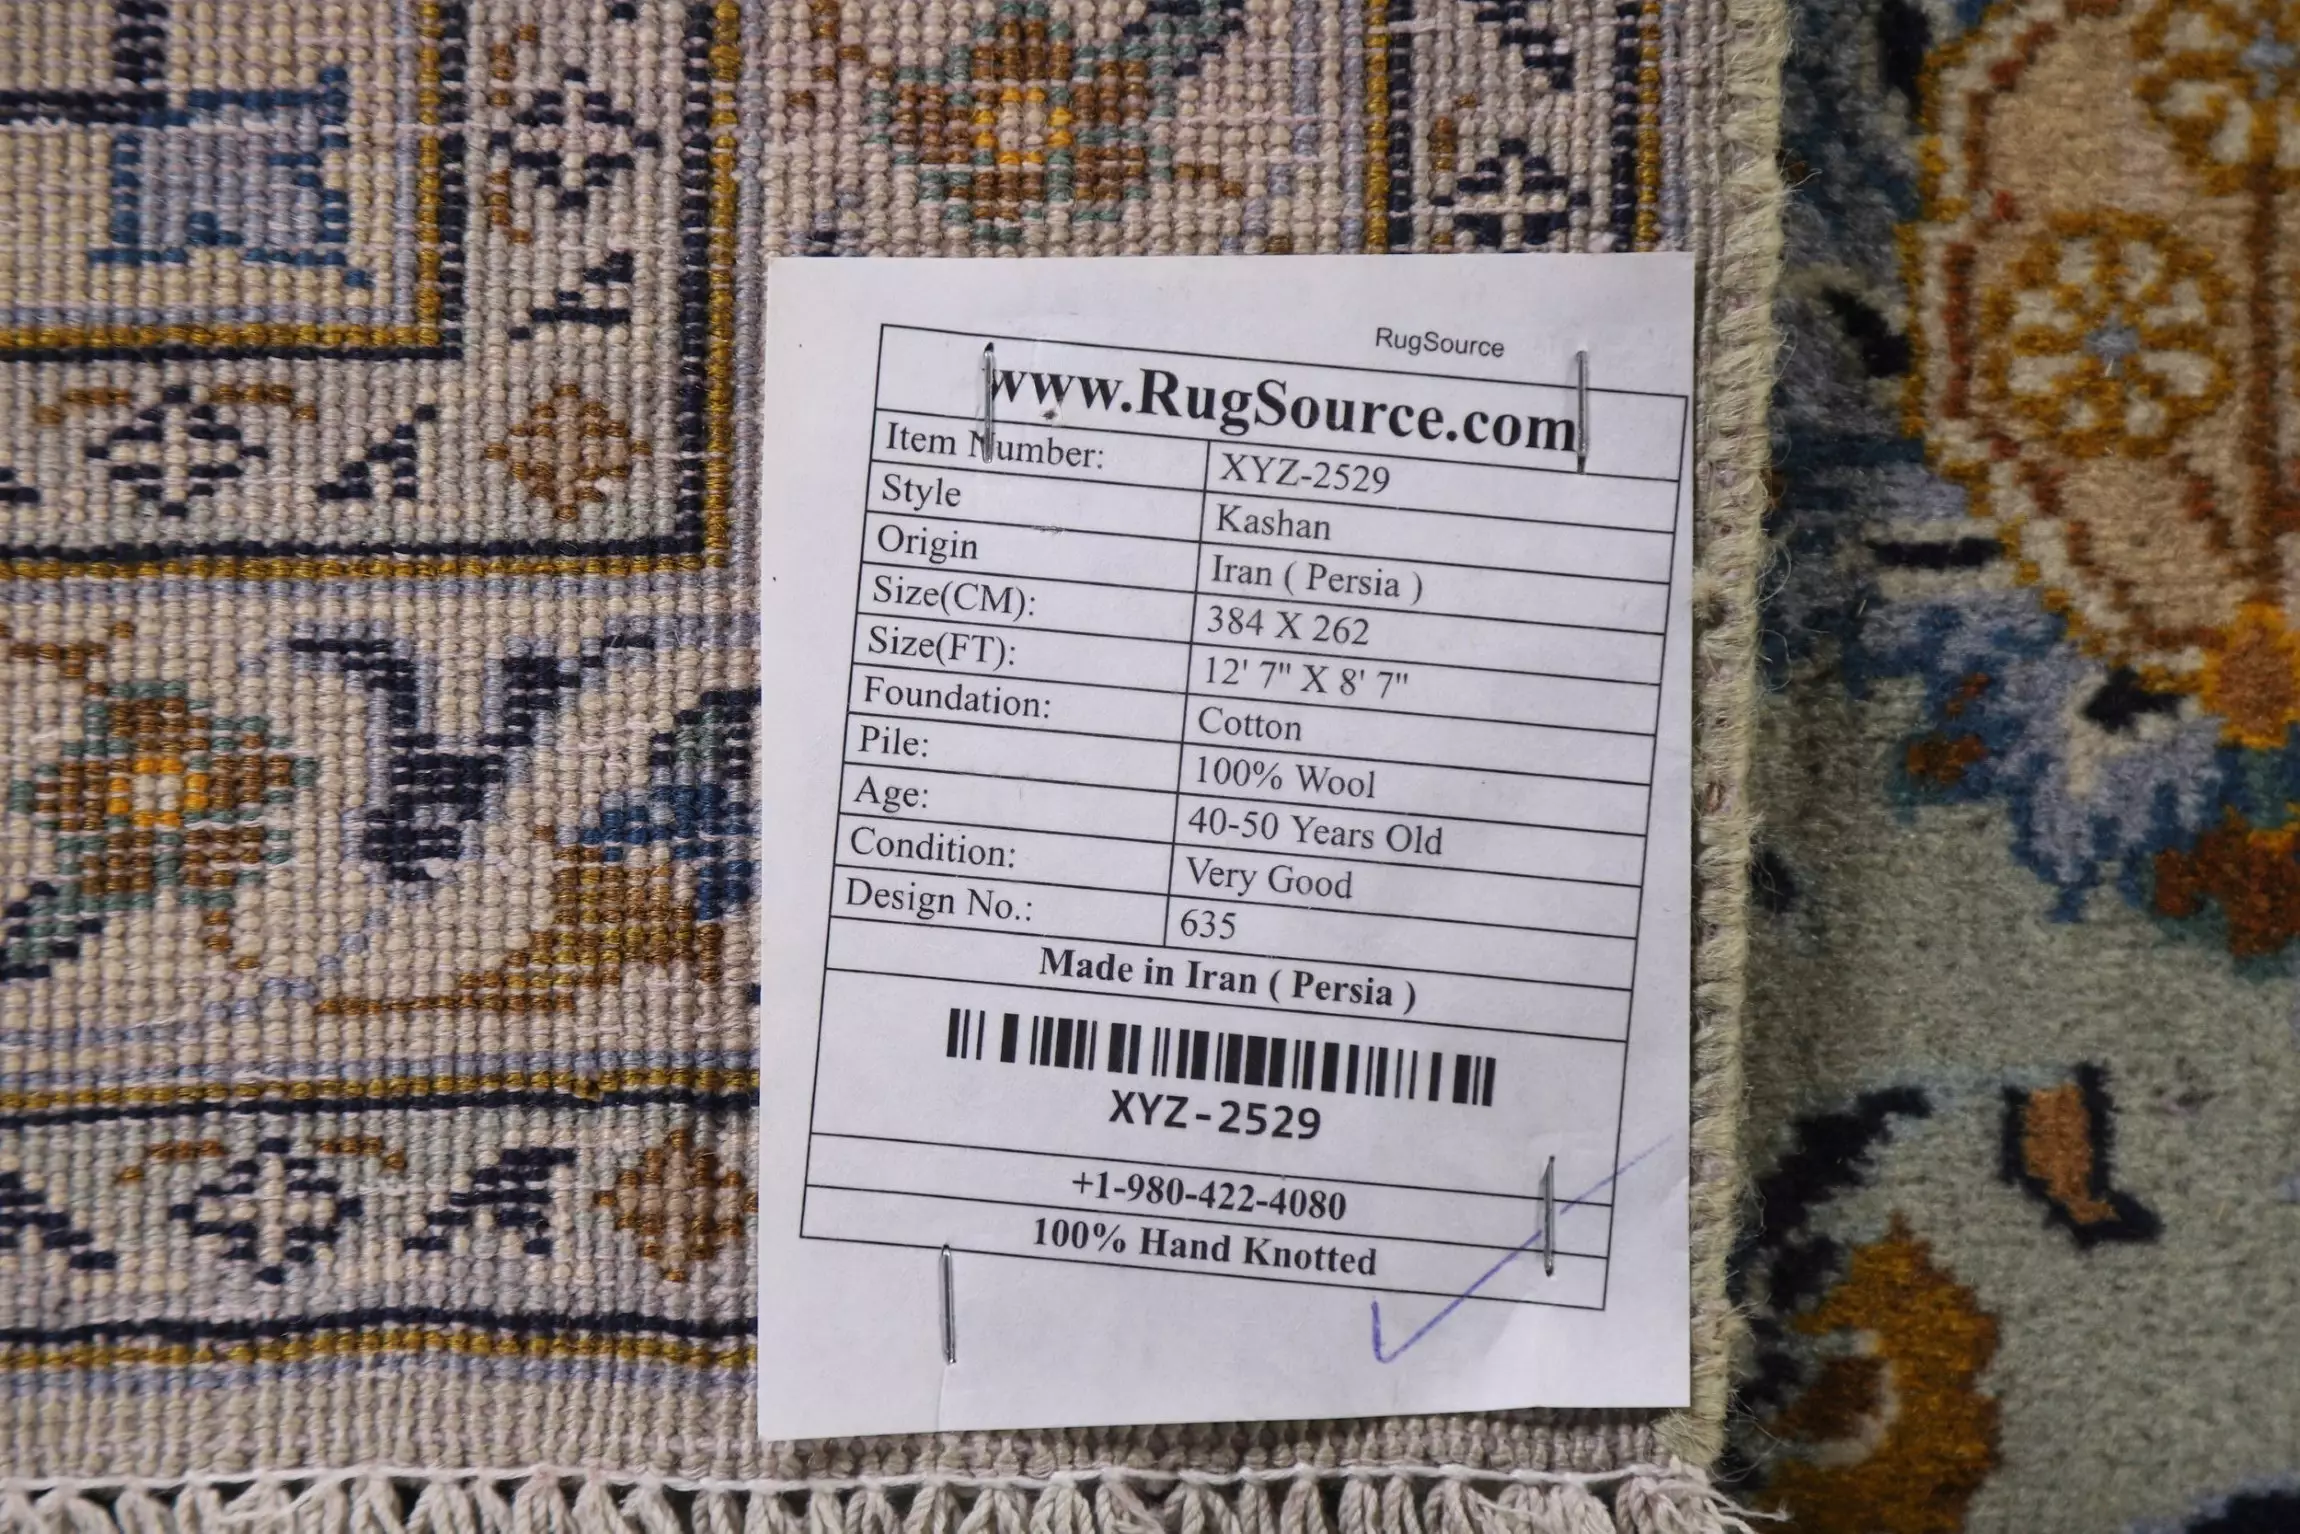 RugSource
www.RugSource.com
Item Number: XYZ-2529
Style Kashan
Origin Iran ( Persia )
Size(CM): 384 X 262
Size(FT): 12' 7" X 8' 7"
Foundation: Cotton
Pile: 100% Wool
Age: 40-50 Years Old
Condition: Very Good
Design No.: 635
Made in Iran ( Persia )
XYZ-2529
+1-980-422-4080
100% Hand Knotted